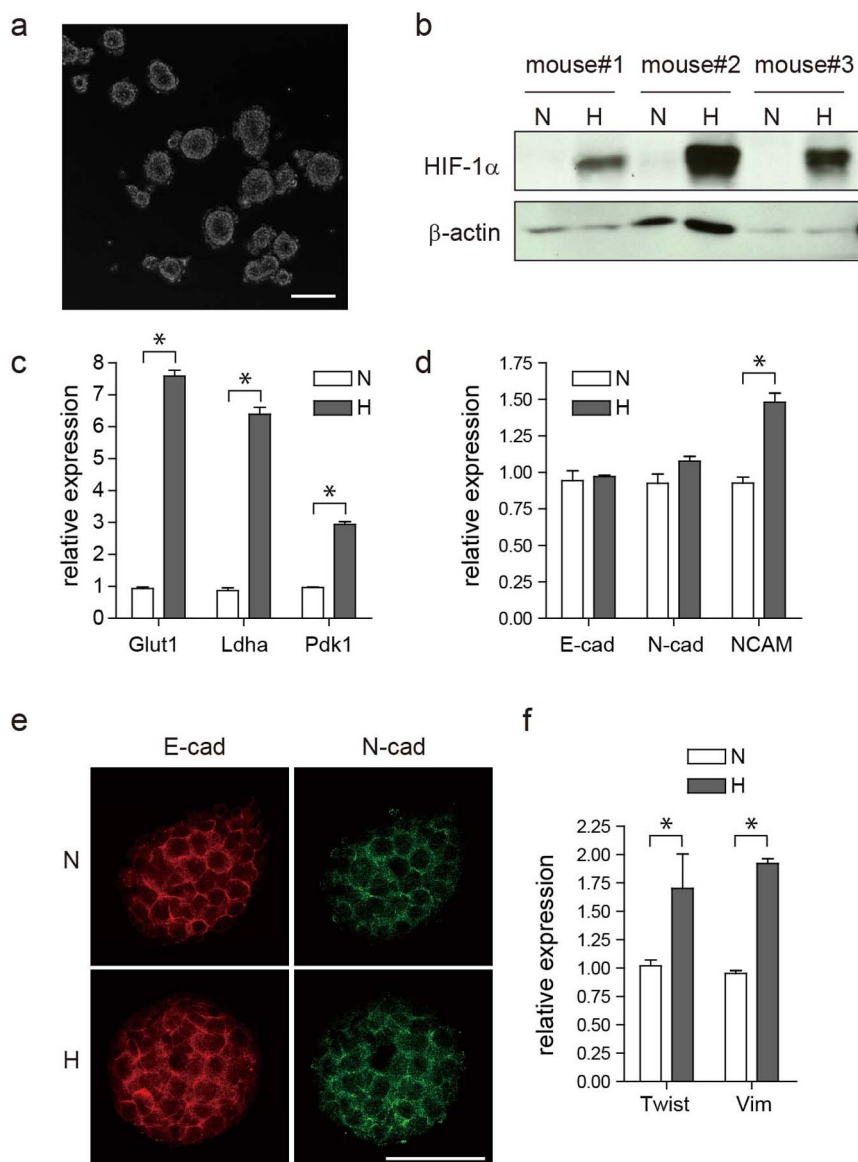 a
b
mouse#1 mouse#2 mouse#3
N H N H N H
HIF-1α
β-actin
c
relative expression
8
7
6
5
4
3
2
1
0
*
*
*
N
H
Glut1 Ldha Pdk1
d
relative expression
1.75
1.50
1.25
1.00
0.75
0.50
0.25
0.00
N
H
*
E-cad N-cad NCAM
e
E-cad N-cad
N
H
f
N
H
relative expression
2.25
2.00
1.75
1.50
1.25
1.00
0.75
0.50
0.25
0.00
*
*
Twist Vim